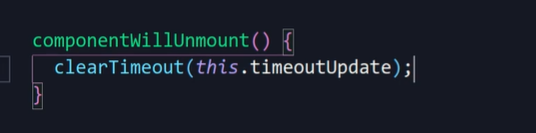 componentWillUnmount() {
clearTimeout(this.timeoutUpdate);
}